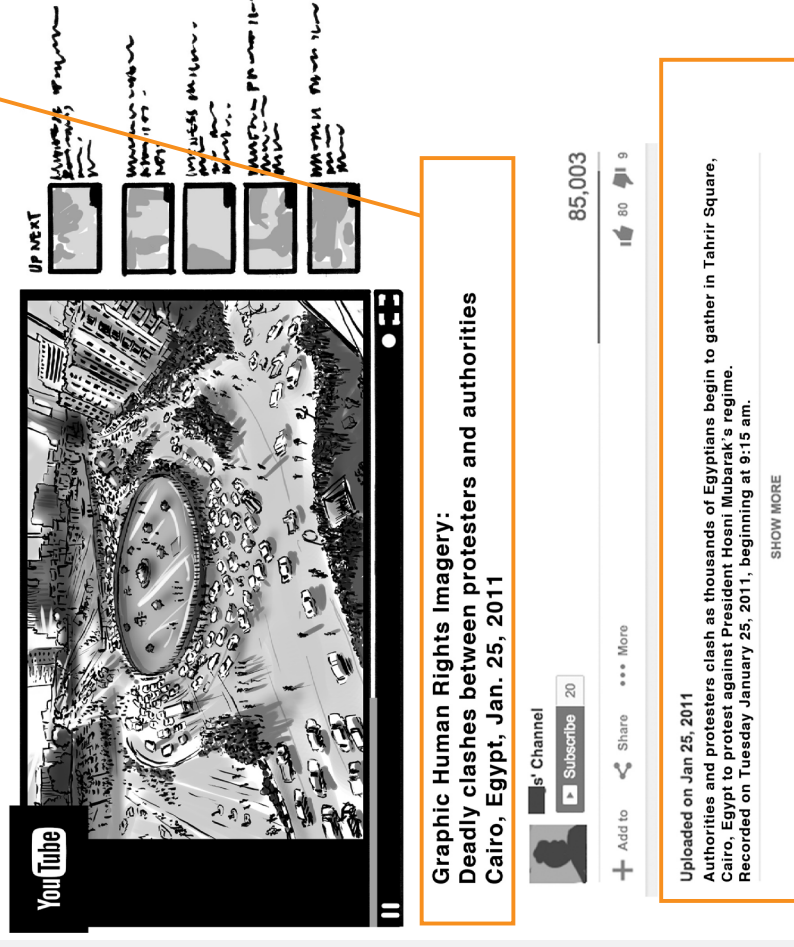 YouTube
UP NEXT
Graphic Human Rights Imagery:
Deadly clashes between protesters and authorities
Cairo, Egypt, Jan. 25, 2011
s' Channel
Subscribe 20
85,003
Add to Share More
80 9
Uploaded on Jan 25, 2011
Authorities and protesters clash as thousands of Egyptians begin to gather in Tahrir Square,
Cairo, Egypt to protest against President Hosni Mubarak's regime.
Recorded on Tuesday January 25, 2011, beginning at 9:15 am.
SHOW MORE